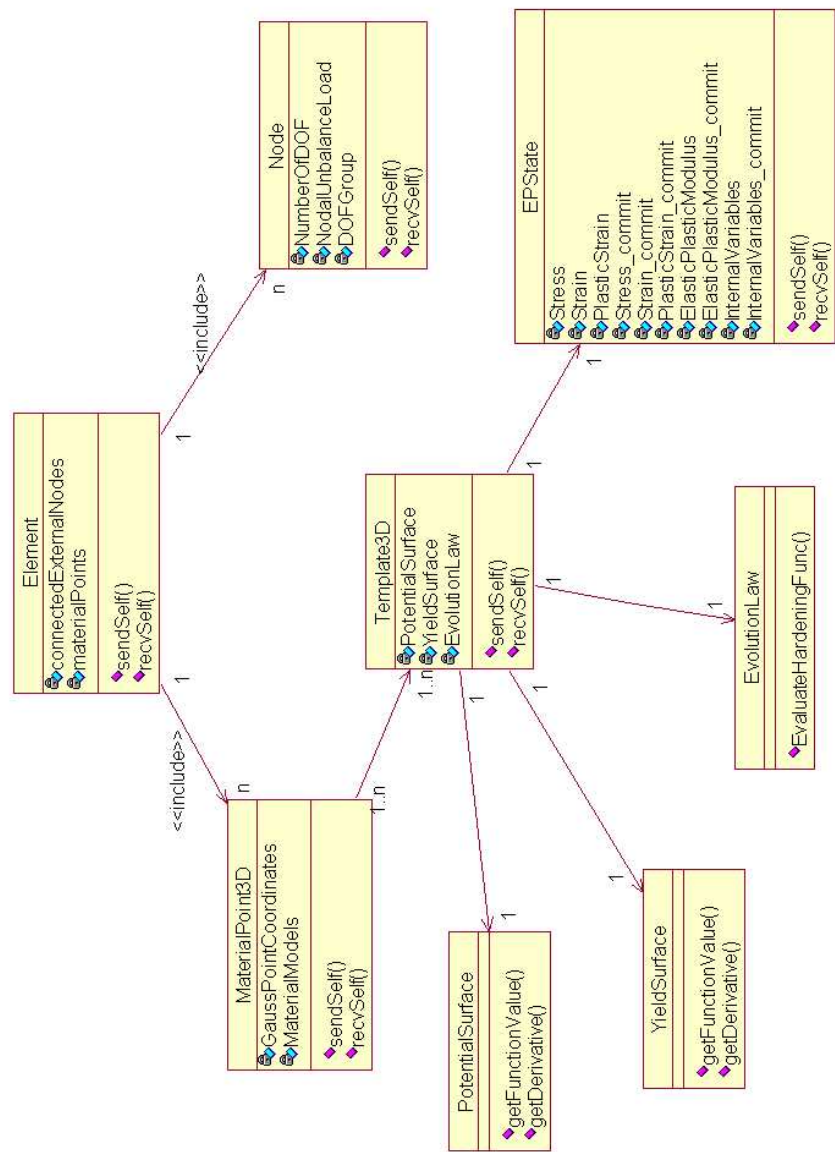 Element
connectedExternalNodes
materialPoints
sendSelf()
recvSelf()
1
1
<<include>>
<<include>>
n
n
MaterialPoint3D
GaussPointCoordinates
MaterialModels
sendSelf()
recvSelf()
1..n
Node
NumberOfDOF
NodalUnbalanceLoad
DOFGroup
sendSelf()
recvSelf()
1..n
Template3D
PotentialSurface
YieldSurface
EvolutionLaw
sendSelf()
recvSelf()
1
1
1
1
1
1
1
1
PotentialSurface
getFunctionValue()
getDerivative()
YieldSurface
getFunctionValue()
getDerivative()
EvolutionLaw
EvaluateHardeningFunc()
EPState
Stress
Strain
PlasticStrain
Stress_commit
Strain_commit
PlasticStrain_commit
ElasticPlasticModulus
ElasticPlasticModulus_commit
InternalVariables
InternalVariables_commit
sendSelf()
recvSelf()